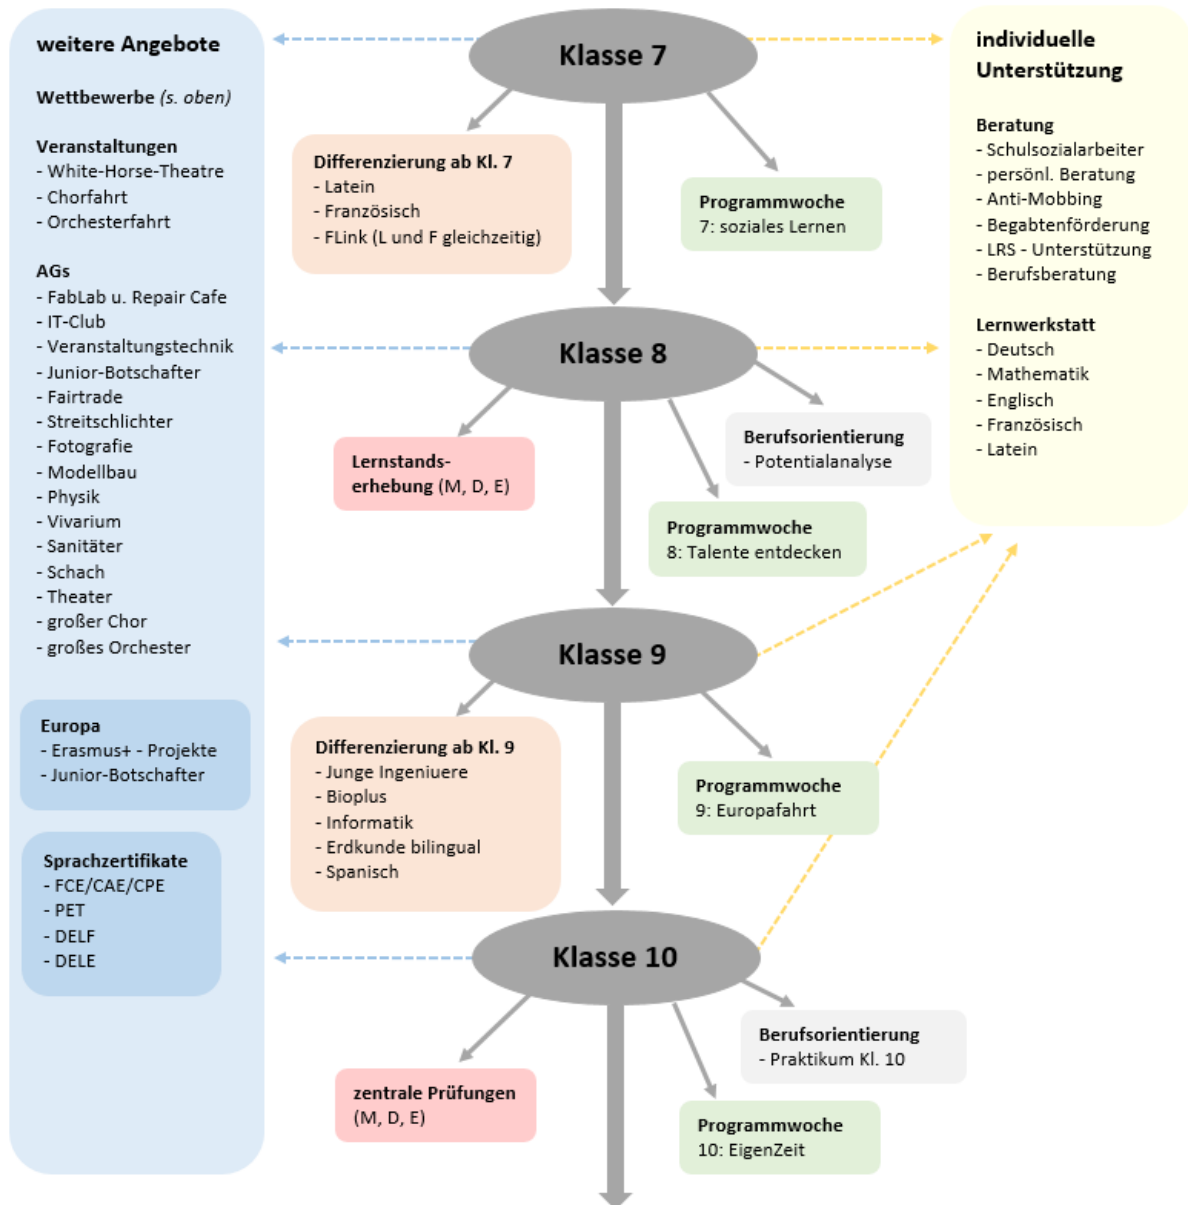 weitere Angebote
Wettbewerbe (s. oben)
Veranstaltungen
- White-Horse-Theatre
- Chorfahrt
- Orchesterfahrt
AGs
- FabLab u. Repair Cafe
- IT-Club
- Veranstaltungstechnik
- Junior-Botschafter
- Fairtrade
- Streitschlichter
- Fotografie
- Modellbau
- Physik
- Vivarium
- Sanitäter
- Schach
- Theater
- großer Chor
- großes Orchester
Europa
- Erasmus+ - Projekte
- Junior-Botschafter
Sprachzertifikate
- FCE/CAE/CPE
- PET
- DELF
- DELE
Klasse 7
Differenzierung ab Kl. 7
- Latein
- Französisch
- FLink (L und F gleichzeitig)
Programmwoche
7: soziales Lernen
Klasse 8
Lernstands-
erhebung (M, D, E)
Berufsorientierung
- Potentialanalyse
Programmwoche
8: Talente entdecken
Klasse 9
Differenzierung ab Kl. 9
- Junge Ingeniuere
- Bioplus
- Informatik
- Erdkunde bilingual
- Spanisch
Programmwoche
9: Europafahrt
Klasse 10
zentrale Prüfungen
(M, D, E)
Berufsorientierung
- Praktikum Kl. 10
Programmwoche
10: EigenZeit
individuelle
Unterstützung
Beratung
- Schulsozialarbeiter
- persönl. Beratung
- Anti-Mobbing
- Begabtenförderung
- LRS - Unterstützung
- Berufsberatung
Lernwerkstatt
- Deutsch
- Mathematik
- Englisch
- Französisch
- Latein